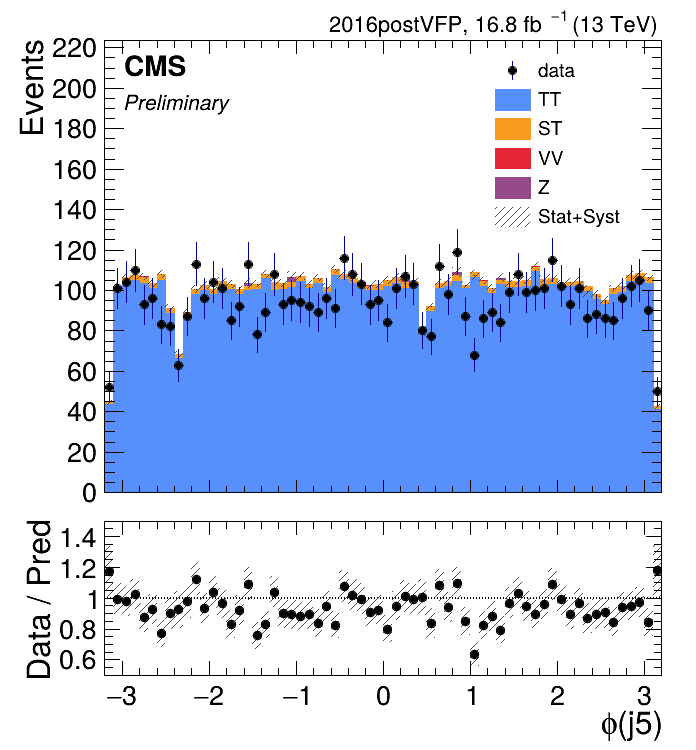 2016postVFP, 16.8 fb⁻¹ (13 TeV)
Events
220
200
180
160
140
120
100
80
60
40
20
0
CMS
Preliminary
data
TT
ST
VV
Z
Stat+Syst
Data / Pred
1.4
1.2
1
0.8
0.6
−3 −2 −1 0 1 2 3
ϕ(j5)